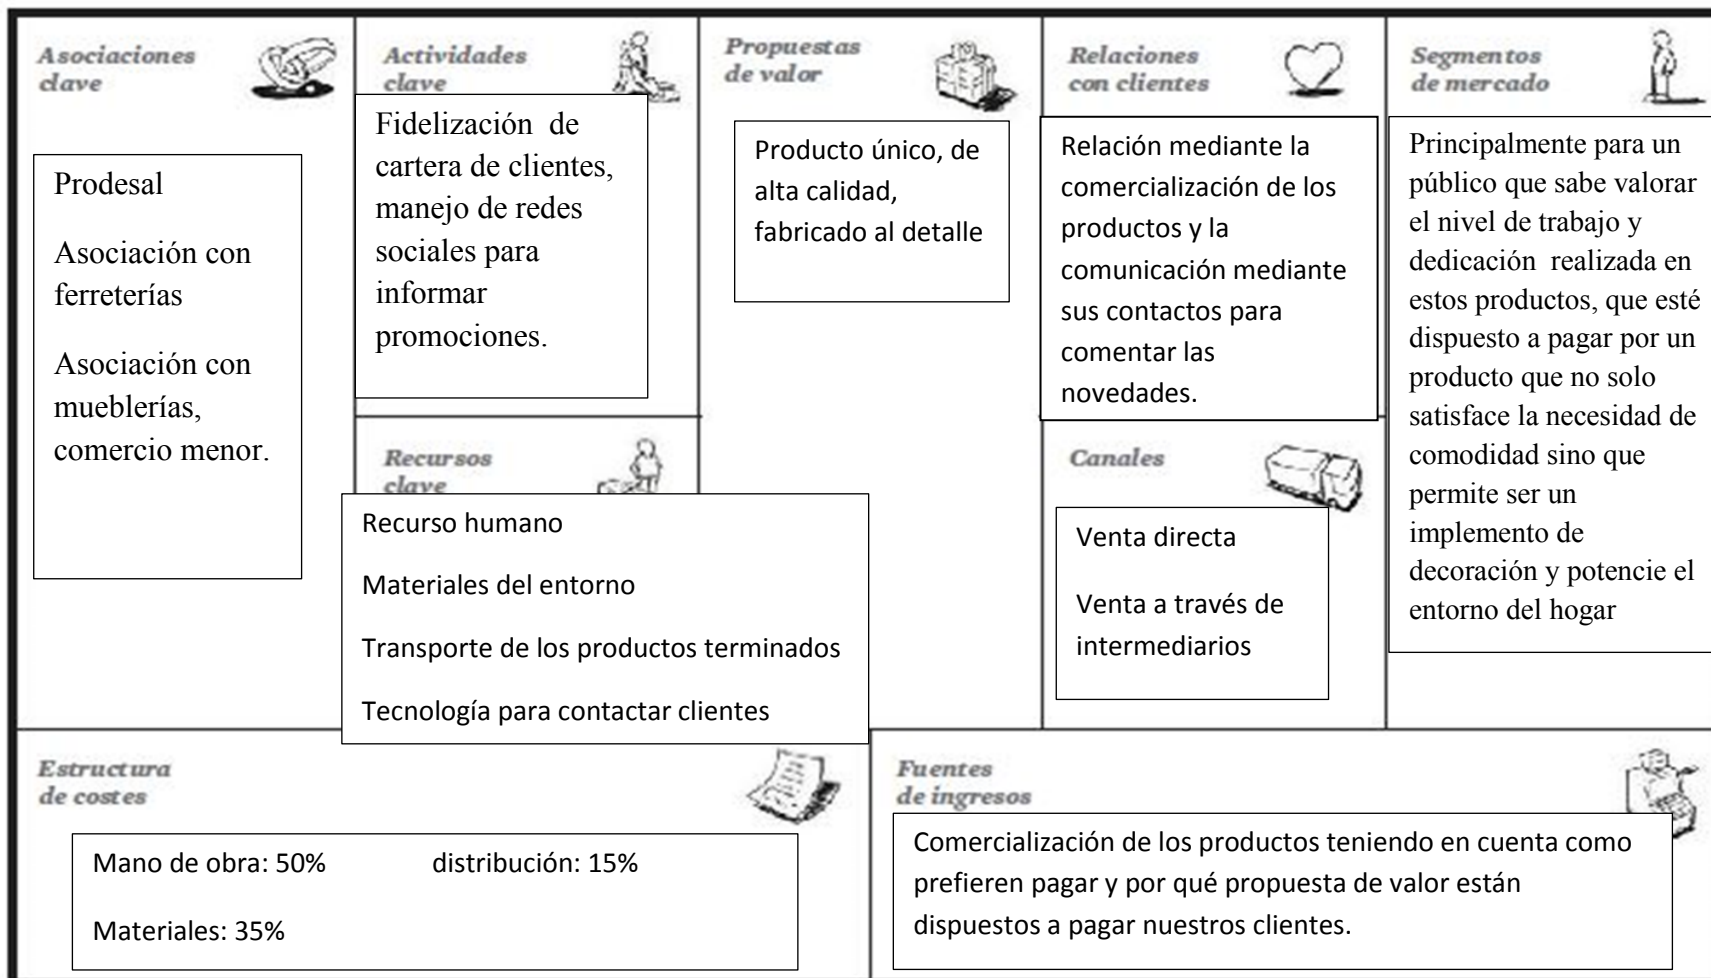 Asociaciones
clave
Prodesal
Asociación con
ferreterías
Asociación con
mueblerías,
comercio menor.
Actividades
clave
Fidelización  de
cartera de clientes,
manejo de redes
sociales para
informar
promociones.
Recursos
clave
Recurso humano
Materiales del entorno
Transporte de los productos terminados
Tecnología para contactar clientes
Propuestas
de valor
Producto único, de
alta calidad,
fabricado al detalle
Relaciones
con clientes
Relación mediante la
comercialización de los
productos y la
comunicación mediante
sus contactos para
comentar las
novedades.
Canales
Venta directa
Venta a través de
intermediarios
Segmentos
de mercado
Principalmente para un
público que sabe valorar
el nivel de trabajo y
dedicación  realizada en
estos productos, que esté
dispuesto a pagar por un
producto que no solo
satisface la necesidad de
comodidad sino que
permite ser un
implemento de
decoración y potencie el
entorno del hogar
Estructura
de costes
Mano de obra: 50% distribución: 15%
Materiales: 35%
Fuentes
de ingresos
Comercialización de los productos teniendo en cuenta como
prefieren pagar y por qué propuesta de valor están
dispuestos a pagar nuestros clientes.